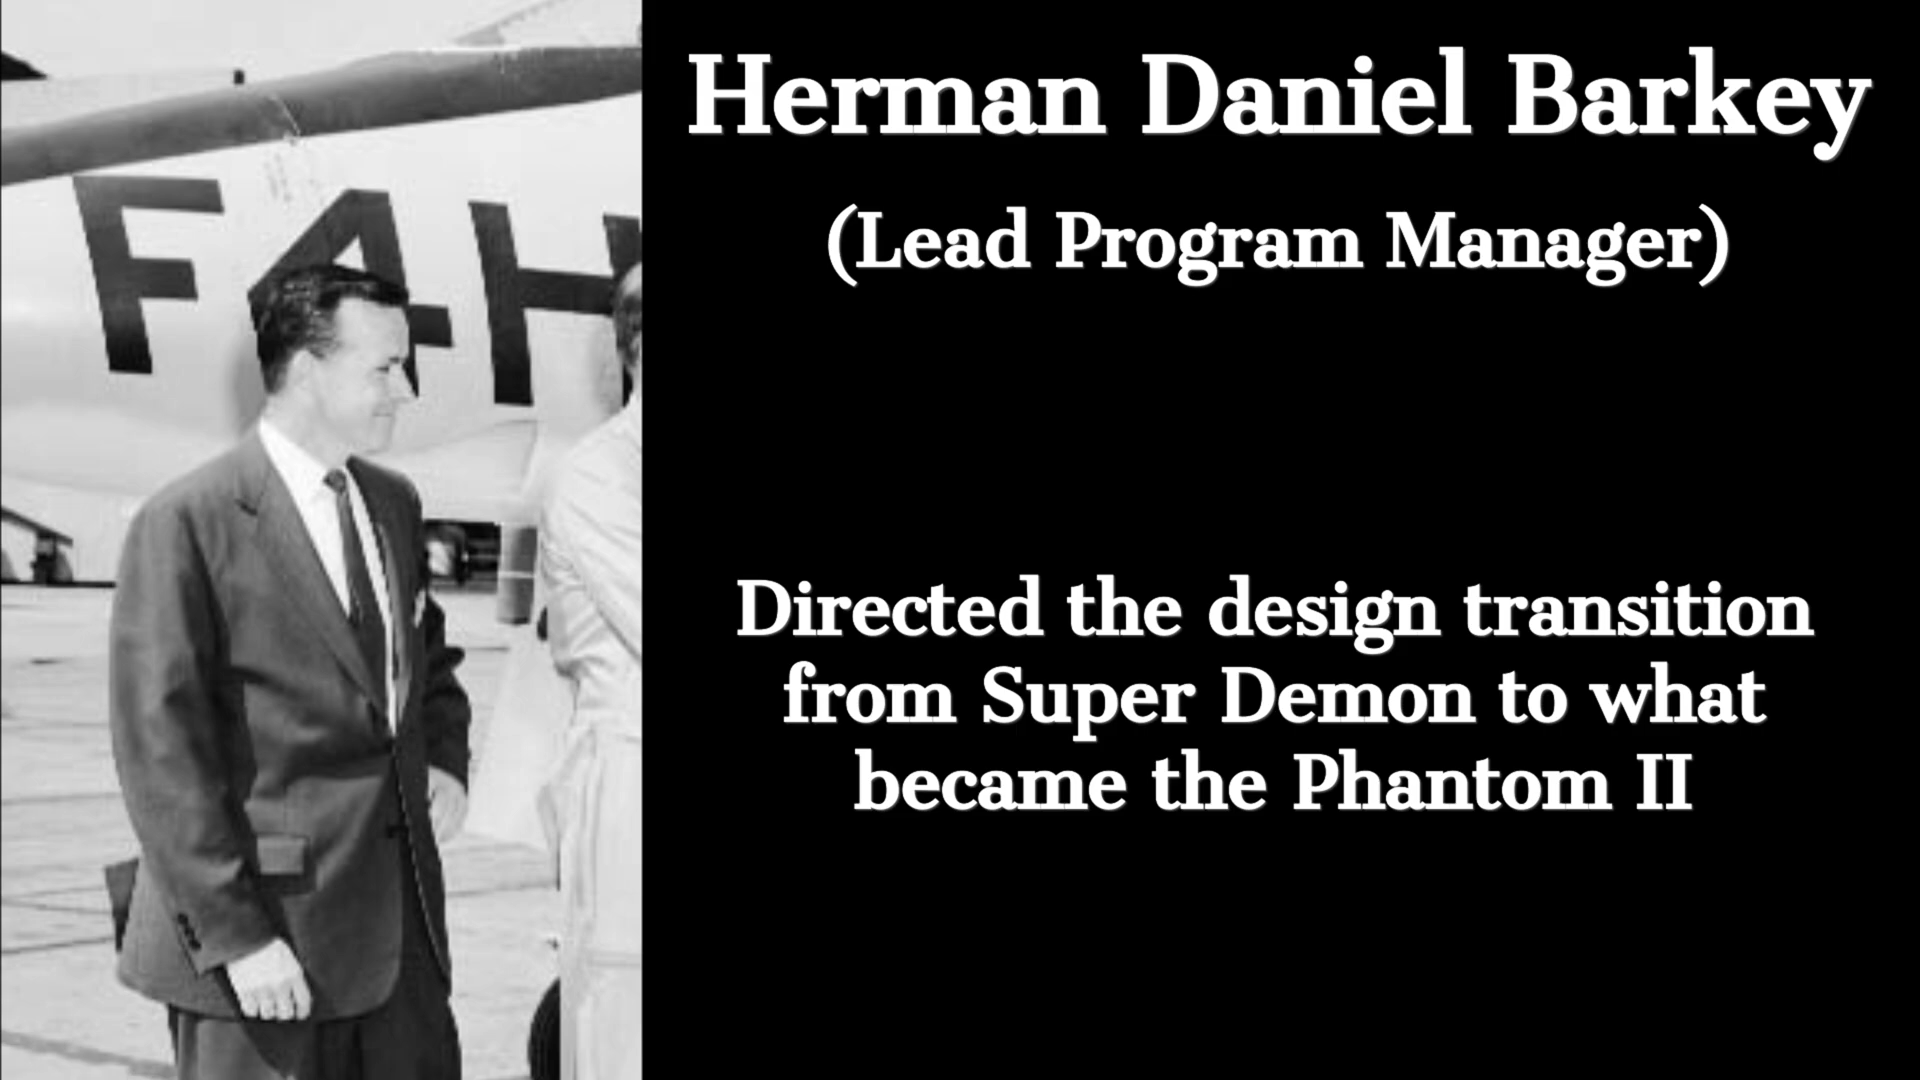 F4H
Herman Daniel Barkey
(Lead Program Manager)
Directed the design transition
from Super Demon to what
became the Phantom II